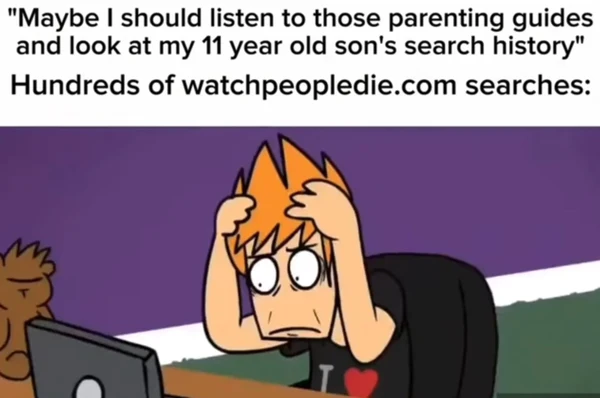 "Maybe I should listen to those parenting guides
and look at my 11 year old son's search history"
Hundreds of watchpeopledie.com searches:
I